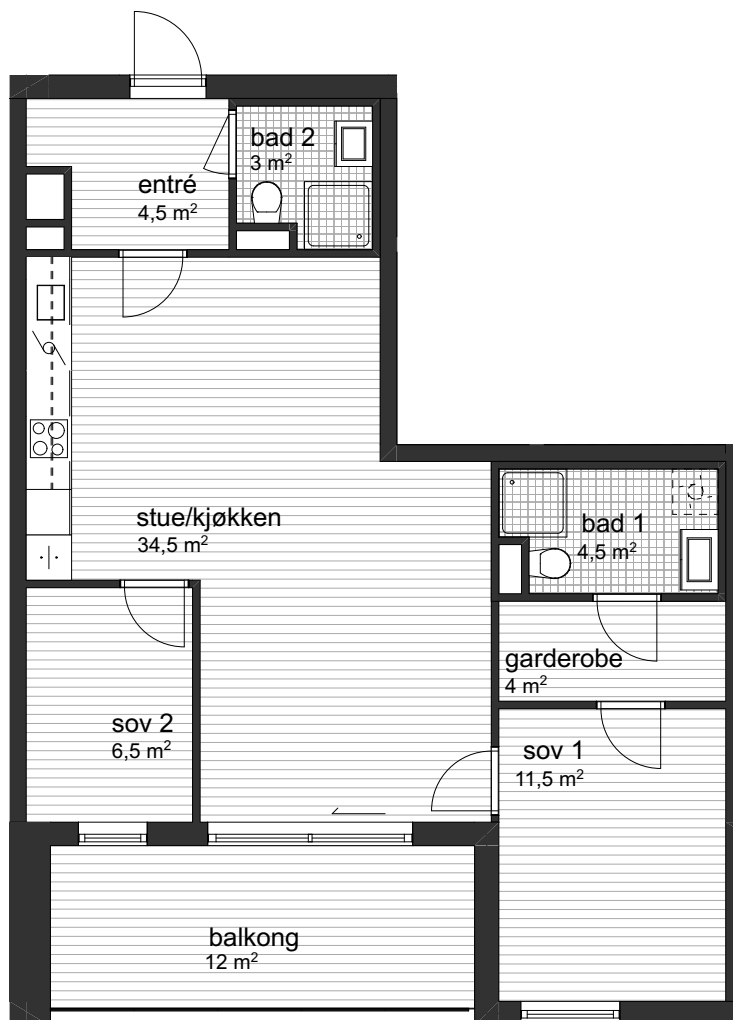 bad 2
3 m²
entré
4,5 m²
stue/kjøkken
34,5 m²
bad 1
4,5 m²
garderobe
4 m²
sov 2
6,5 m²
sov 1
11,5 m²
balkong
12 m²